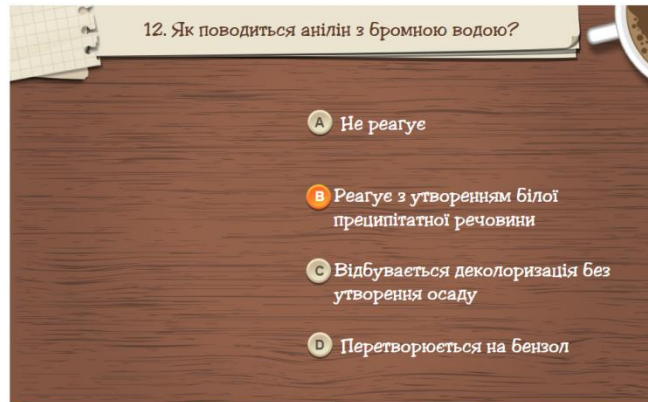 12. Як поводиться анілін з бромною водою?
A Не реагує
B Реагує з утворенням білої
преципітатної речовини
C Відбувається деколоризація без
утворення осаду
D Перетворюється на бензол